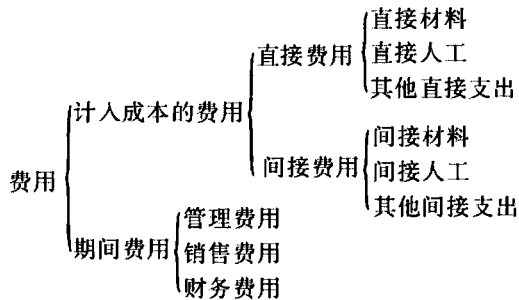 费用
计入成本的费用
直接费用
直接材料
直接人工
其他直接支出
间接费用
间接材料
间接人工
其他间接支出
期间费用
管理费用
销售费用
财务费用